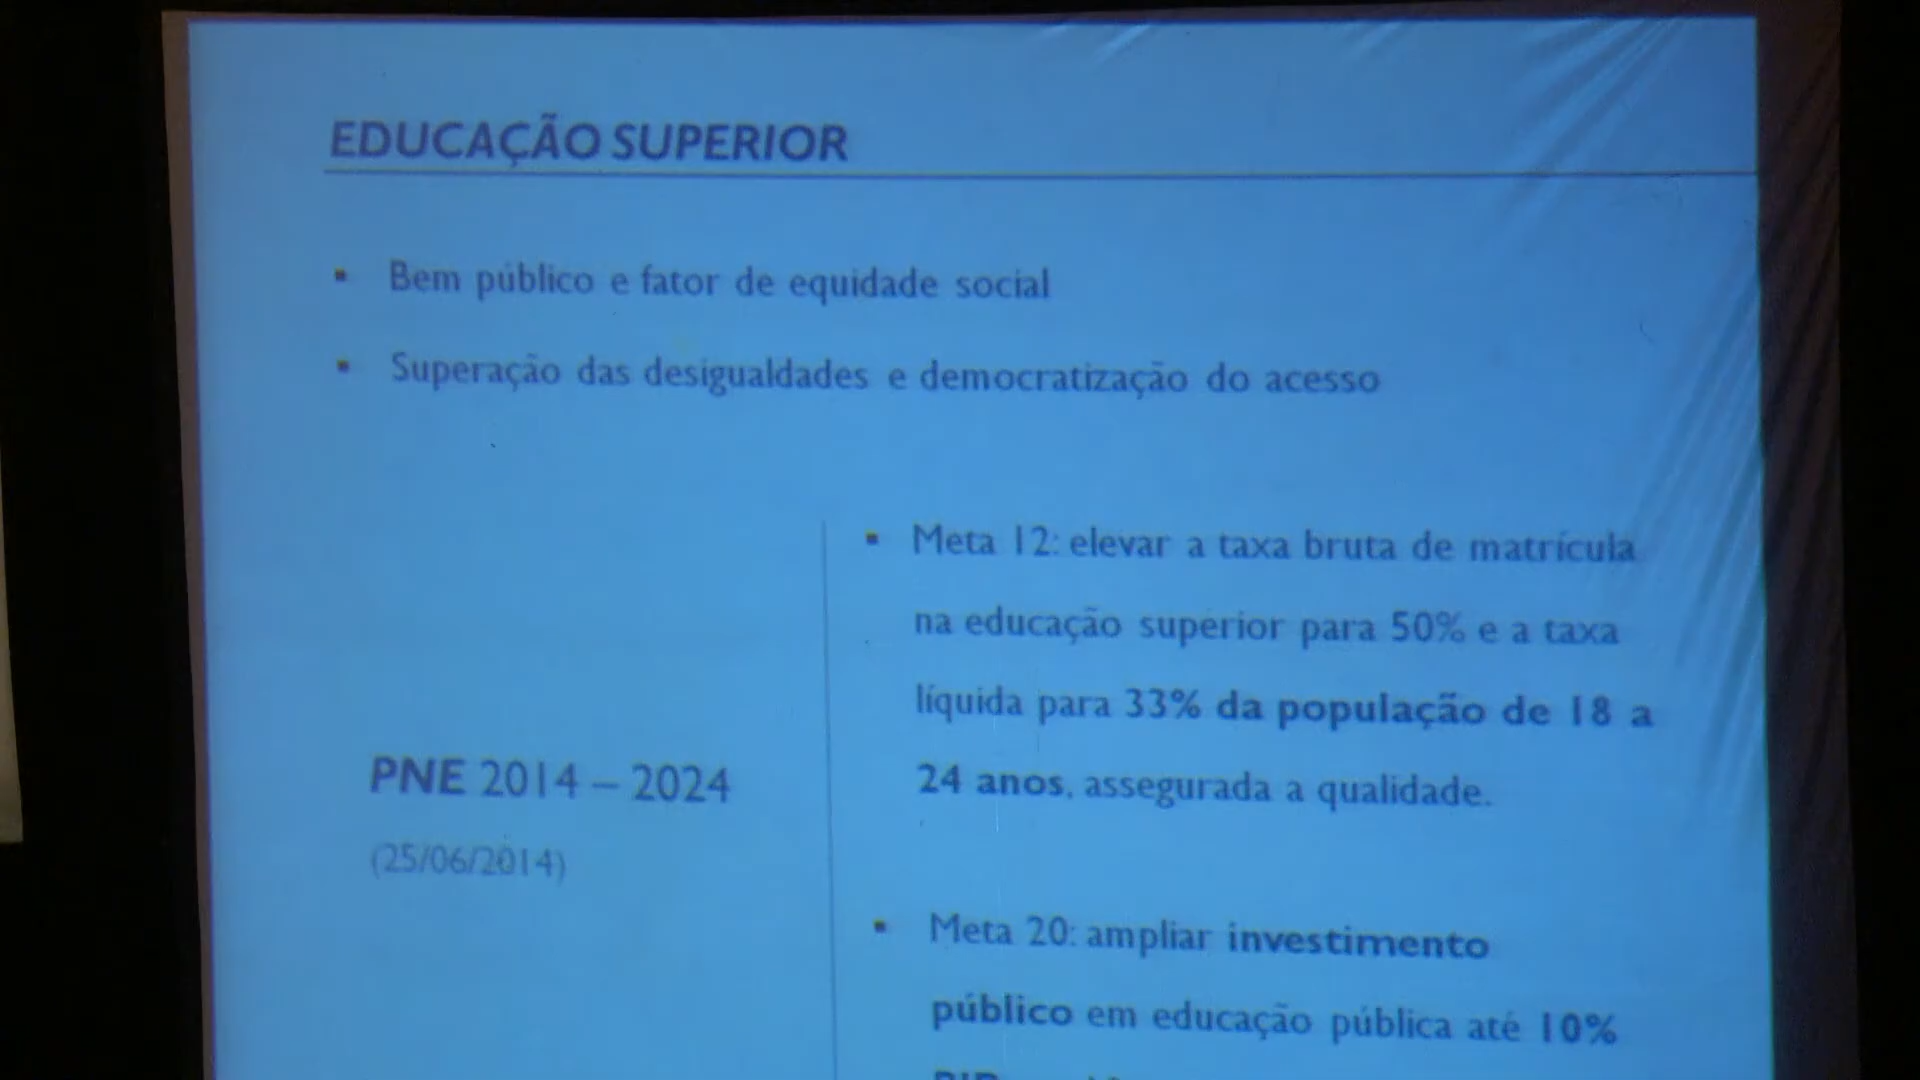 EDUCAÇÃO SUPERIOR
▪ Bem público e fator de equidade social
▪ Superação das desigualdades e democratização do acesso
PNE 2014 – 2024
(25/06/2014)
▪ Meta 12: elevar a taxa bruta de matrícula
na educação superior para 50% e a taxa
líquida para 33% da população de 18 a
24 anos, assegurada a qualidade.
▪ Meta 20: ampliar investimento
público em educação pública até 10%